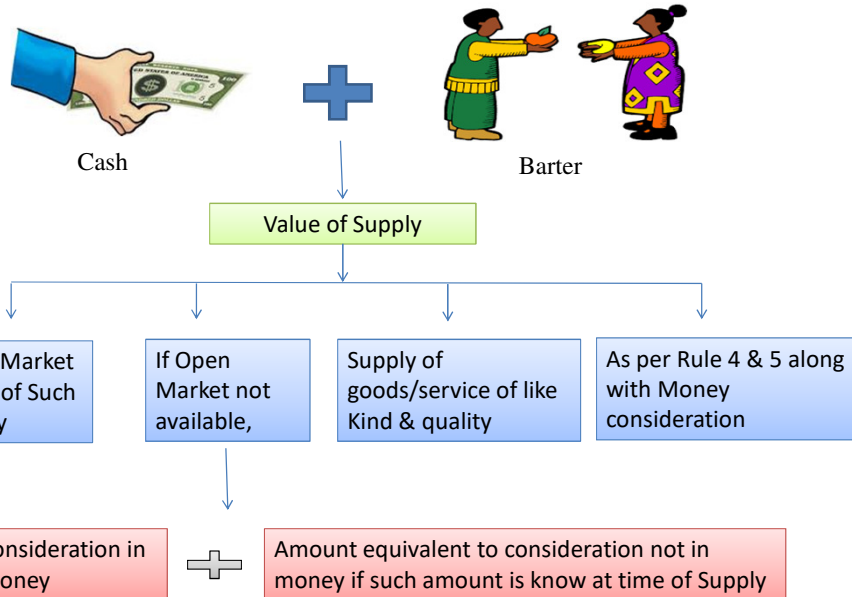 Cash
Barter
Value of Supply
Market
of Such
If Open
Market not
available,
Supply of
goods/service of like
Kind & quality
As per Rule 4 & 5 along
with Money
consideration
onsideration in
oney
Amount equivalent to consideration not in
money if such amount is know at time of Supply